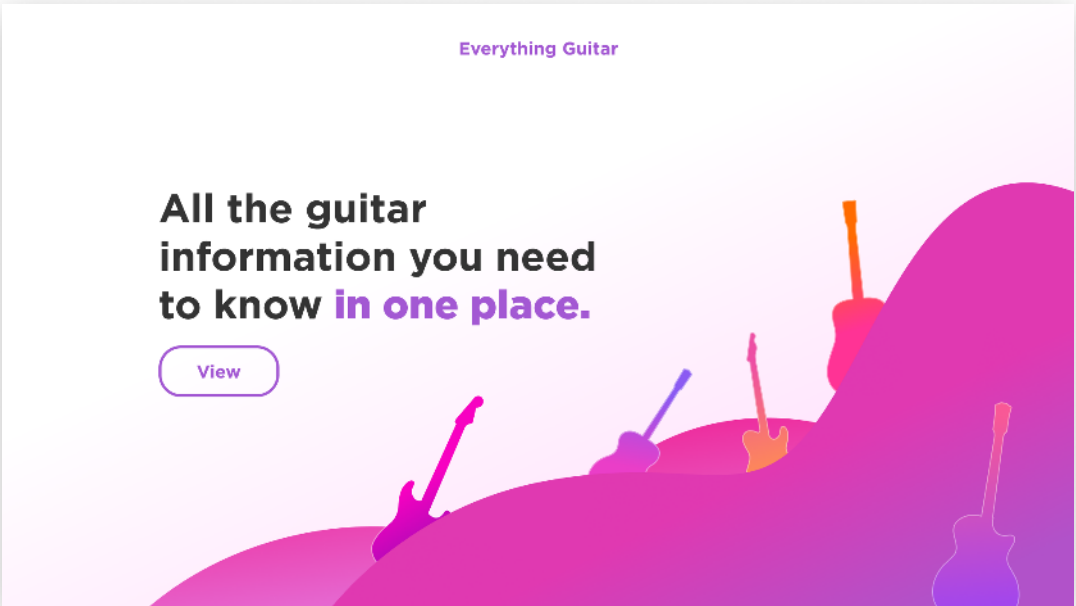 Everything Guitar
All the guitar
information you need
to know in one place.
View